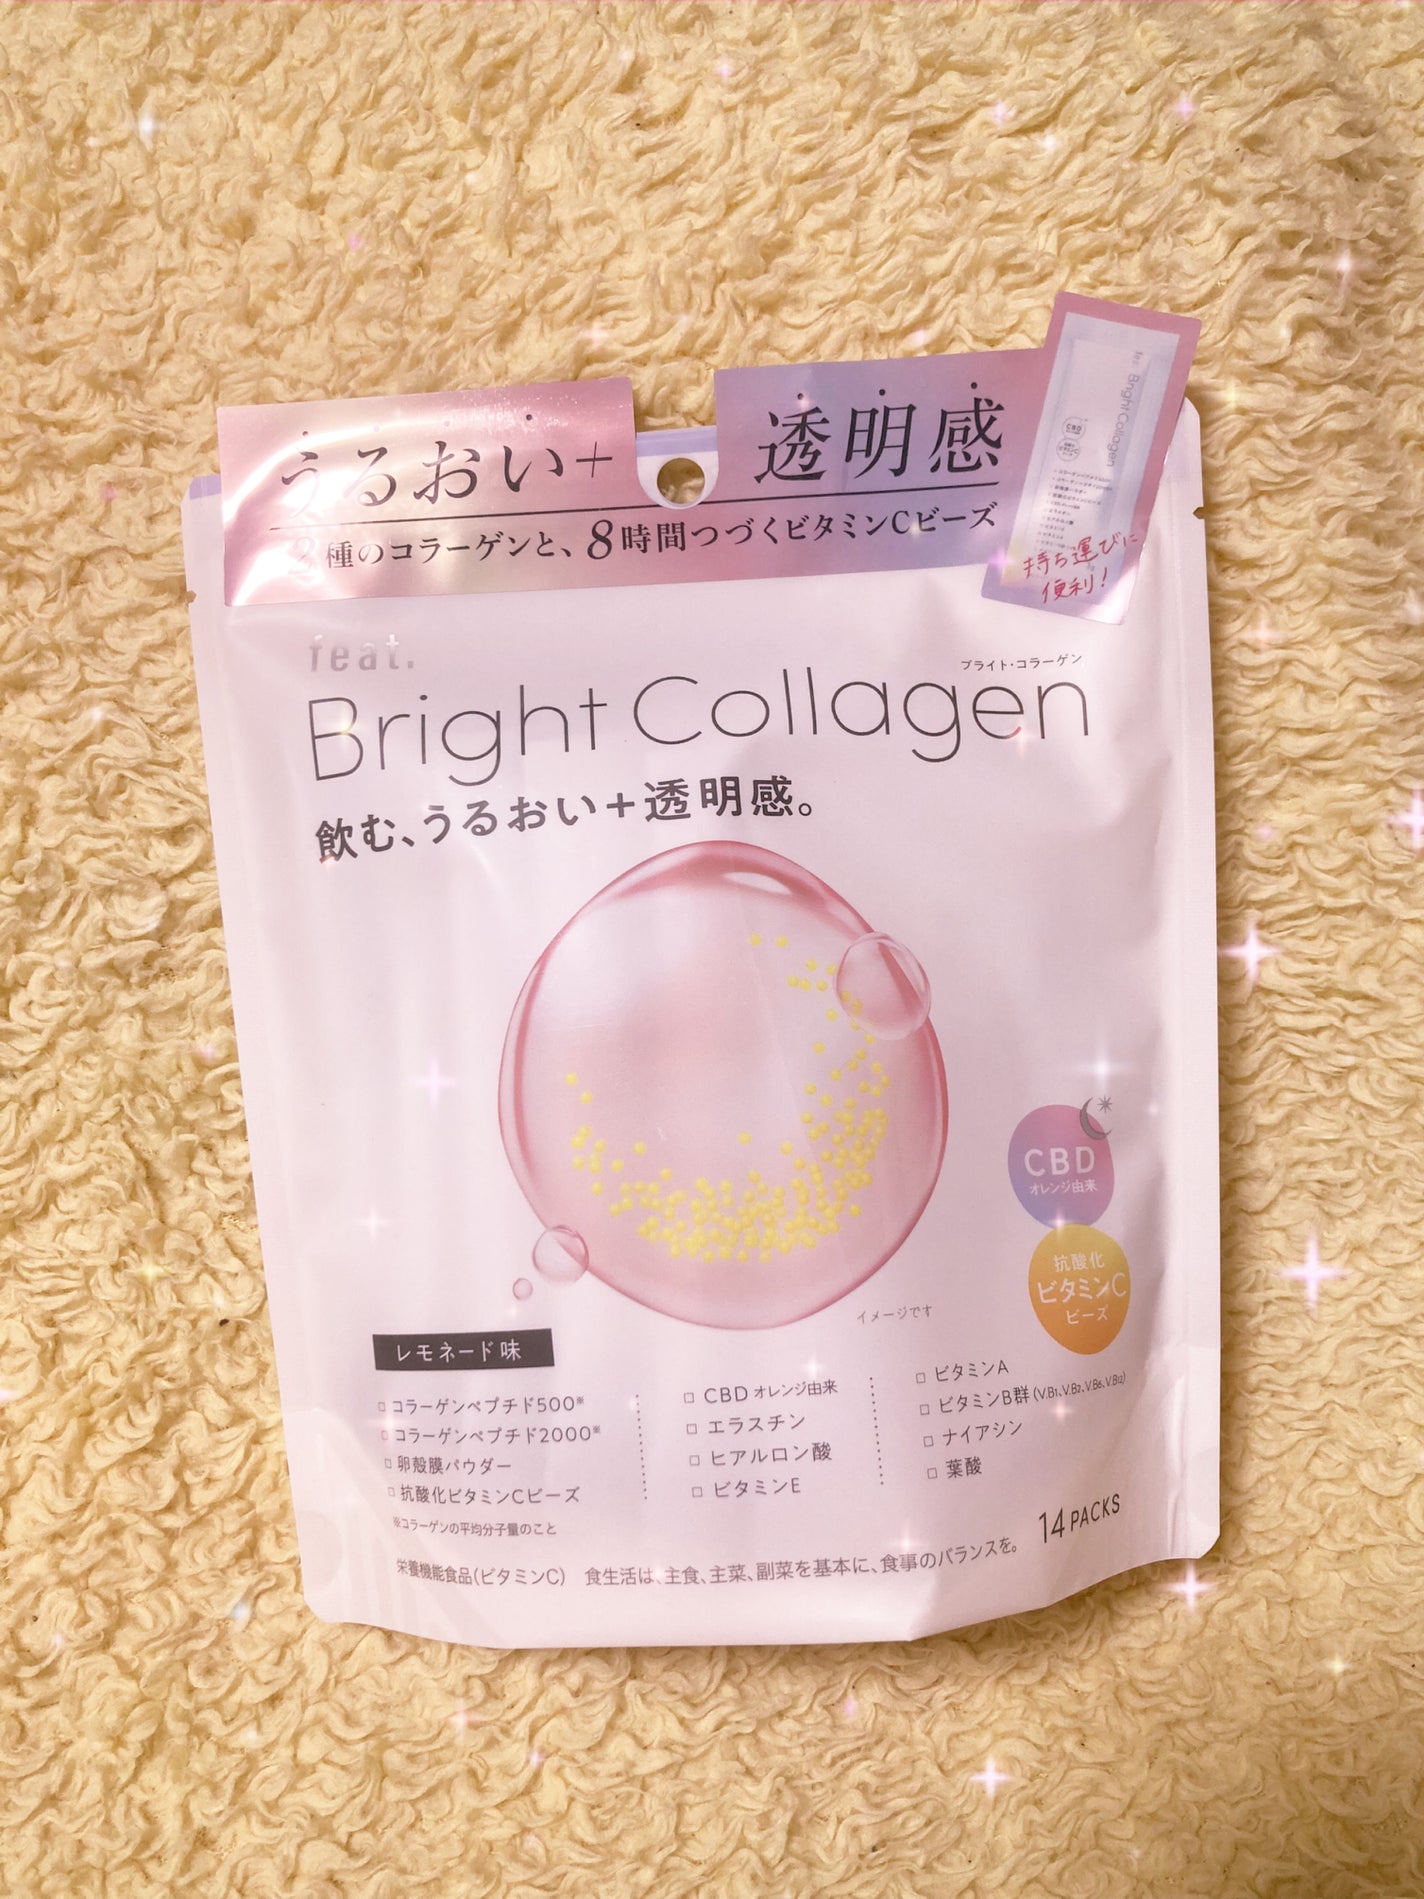 うるおい+ 透明感
2種のコラーゲンと、8時間つづくビタミンCビーズ
feat.
Bright Collagen
CBD
持ち運びに
便利!
feat.
ブライト・コラーゲン
Bright Collagen
飲む、うるおい+透明感。
CBD
オレンジ由来
抗酸化
ビタミンC
ビーズ
イメージです
レモネード味
□ コラーゲンペプチド500※
□ コラーゲンペプチド2000※
□ 卵殻膜パウダー
□ 抗酸化ビタミンCビーズ
※コラーゲンの平均分子量のこと
□ CBD オレンジ由来
□ エラスチン
□ ヒアルロン酸
□ ビタミンE
□ ビタミンA
□ ビタミンB群(V.B1、V.B2、V.B6、V.B12)
□ ナイアシン
□ 葉酸
14 PACKS
栄養機能食品(ビタミンC) 食生活は、主食、主菜、副菜を基本に、食事のバランスを。